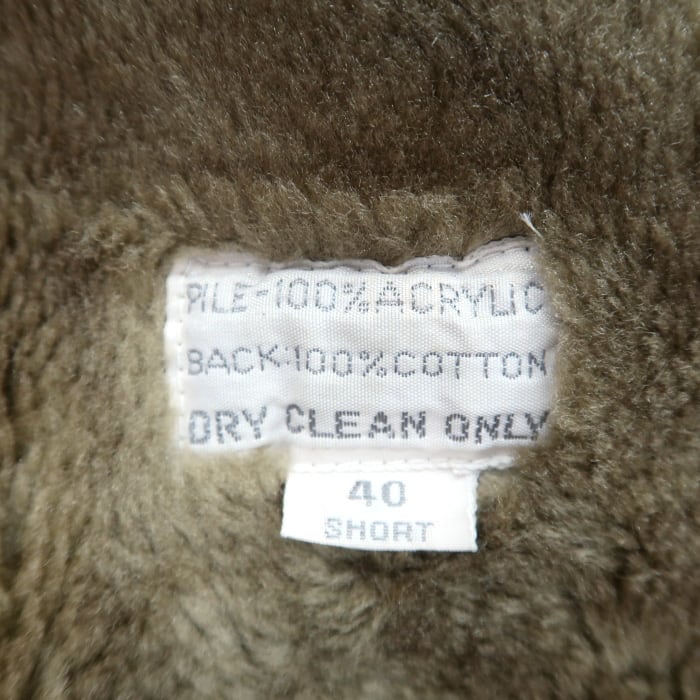 PILE-100%ACRYLIC
BACK:100%COTTON
DRY CLEAN ONLY
40
SHORT